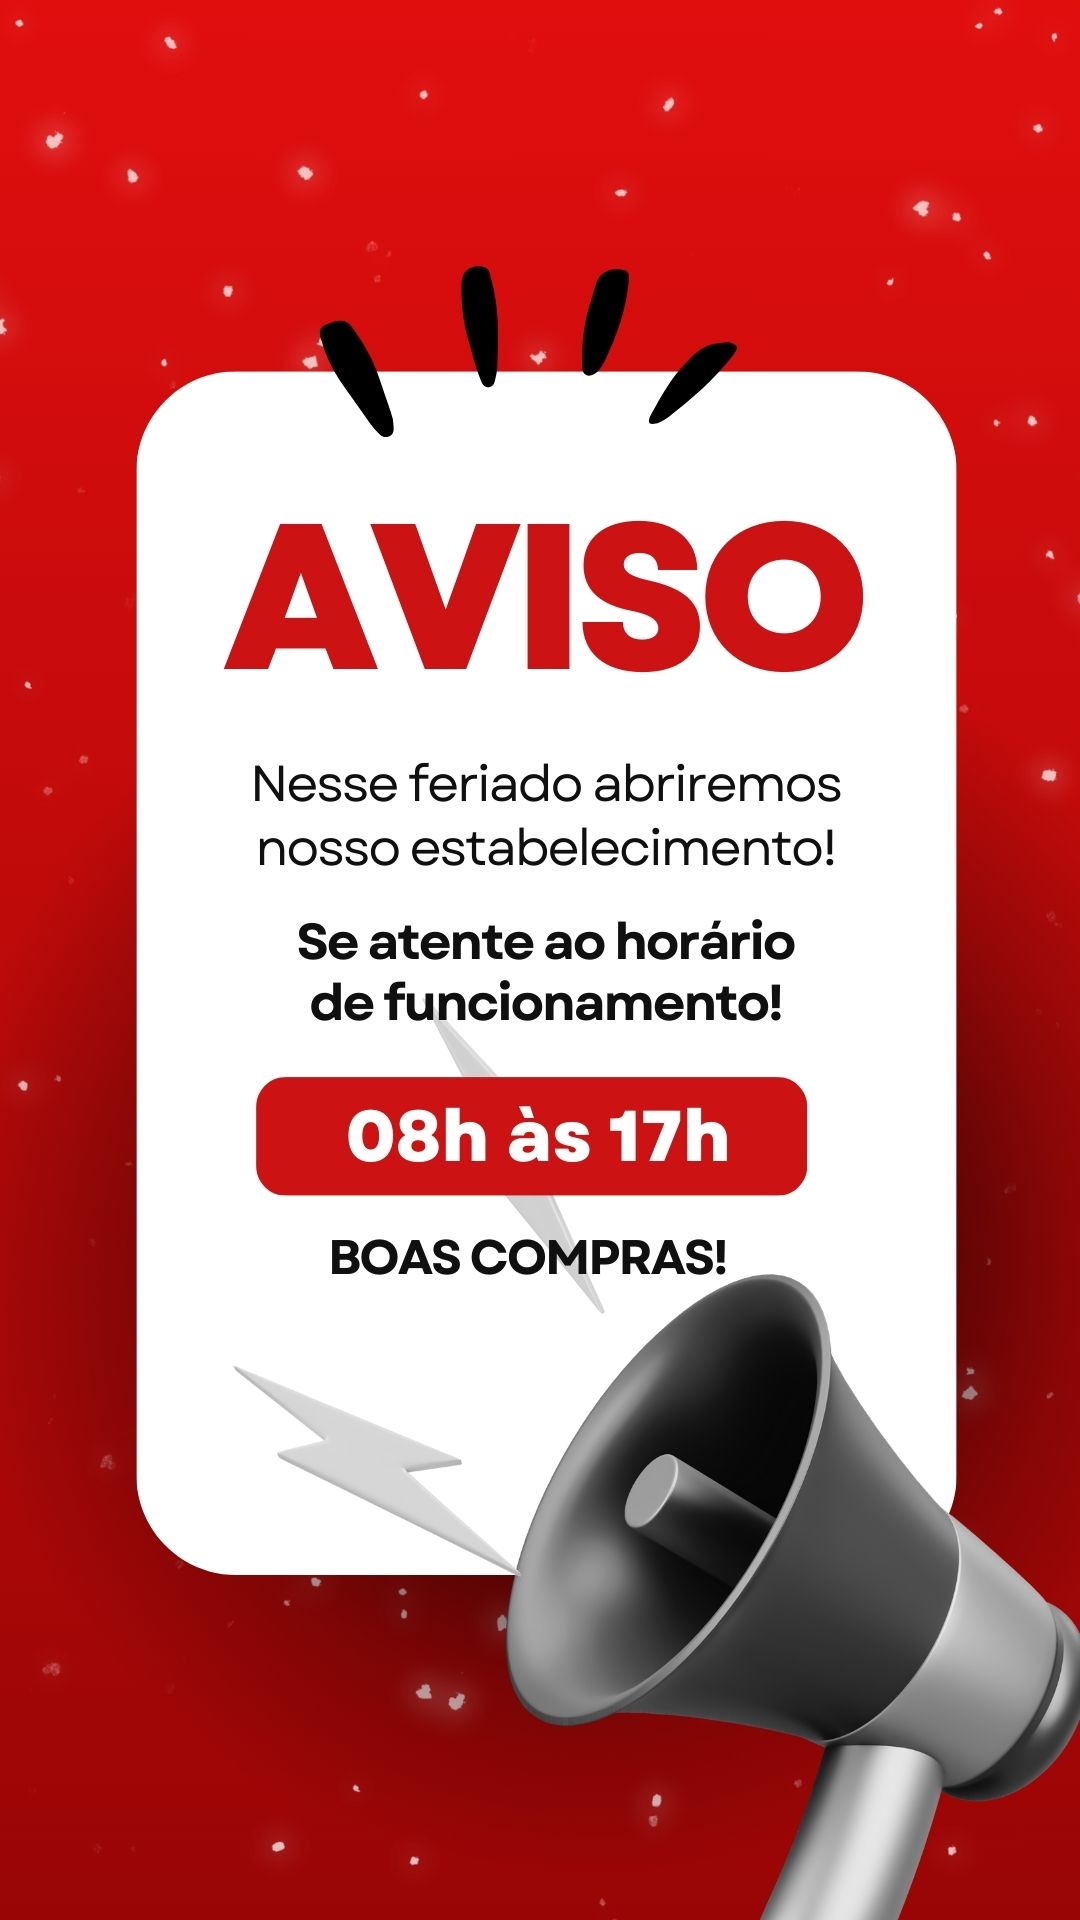 AVISO
Nesse feriado abriremos
nosso estabelecimento!
Se atente ao horário
de funcionamento!
08h às 17h
BOAS COMPRAS!